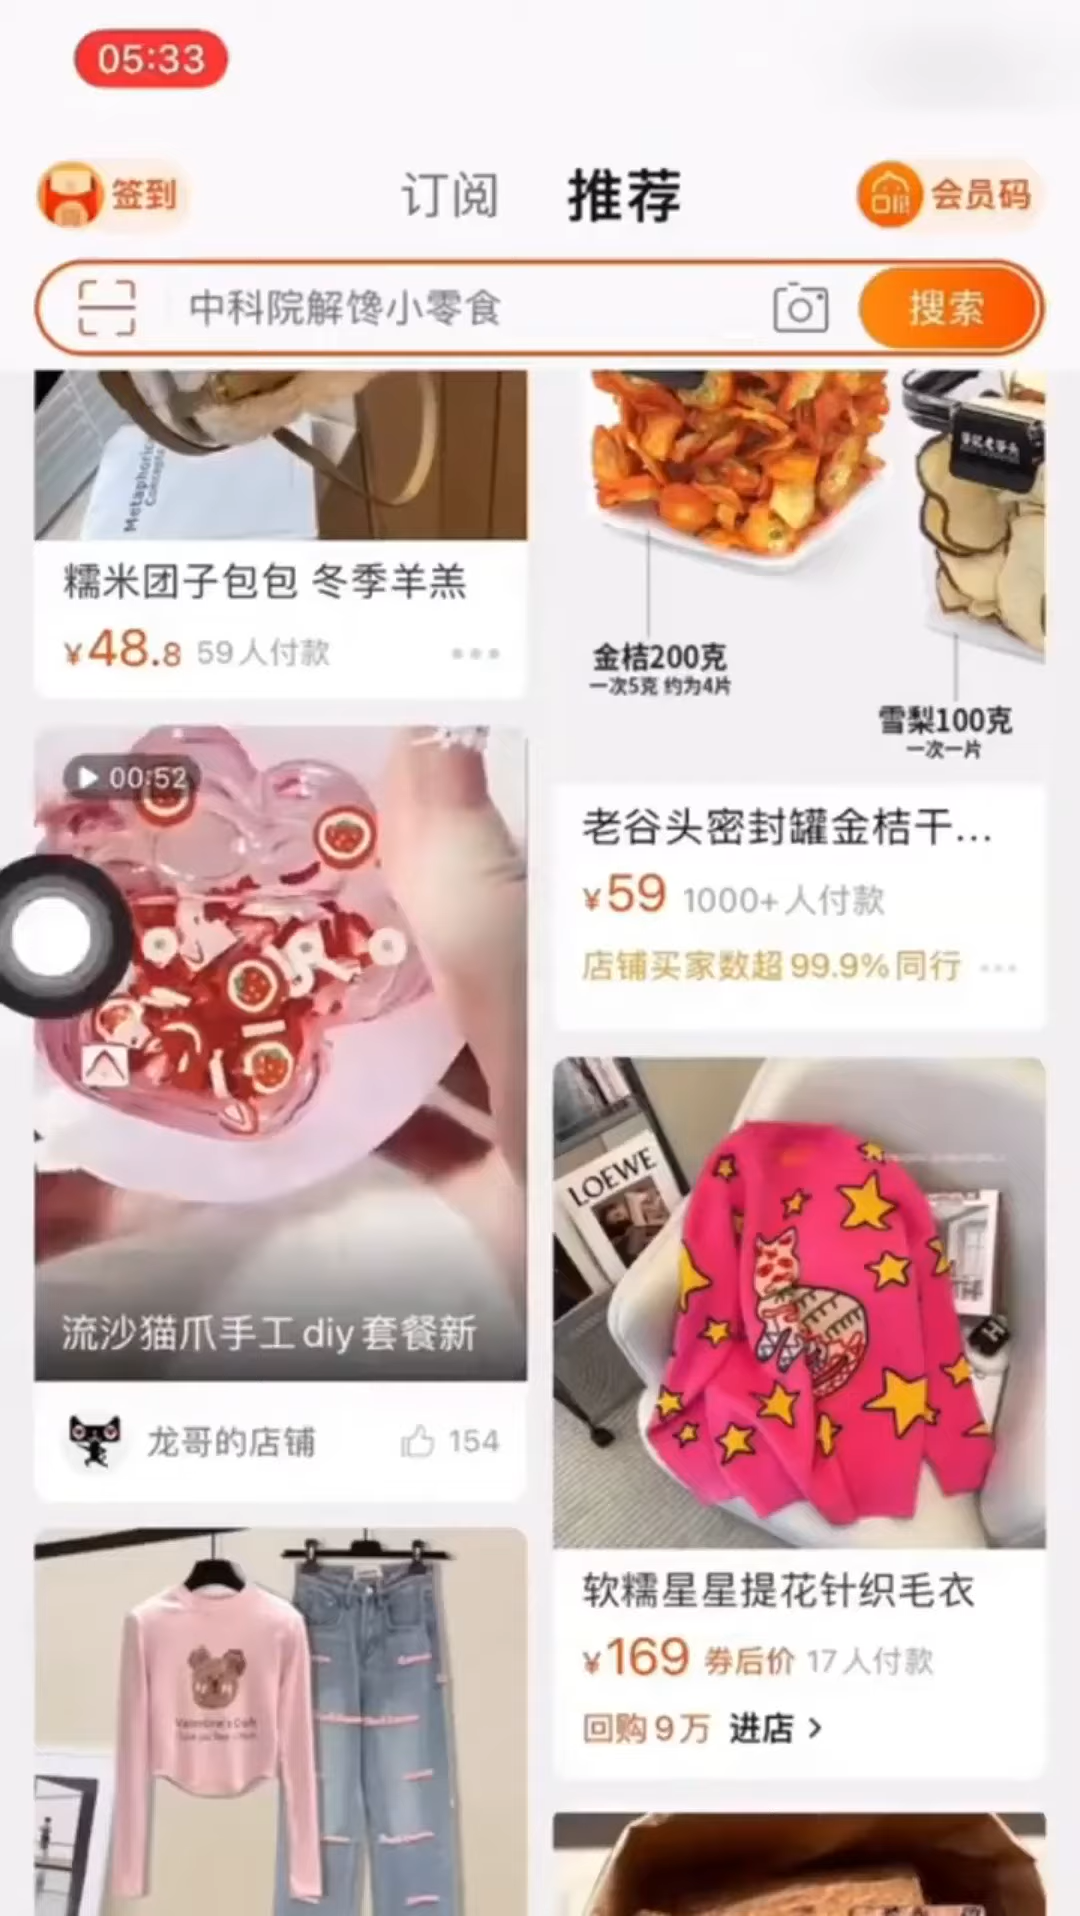 05:33
签到
订阅
推荐
会员码
中科院解馋小零食
搜索
Metaphoric
Concepts
糯米团子包包 冬季羊羔
¥48.8 59人付款
金桔200克
一次5克 约为4片
雪梨100克
一次一片
老谷头密封罐金桔干...
¥59 1000+人付款
店铺买家数超99.9%同行
00:52
流沙猫爪手工diy套餐新
龙哥的店铺
154
LOEWE
软糯星星提花针织毛衣
¥169 券后价 17人付款
回购9万 进店 >